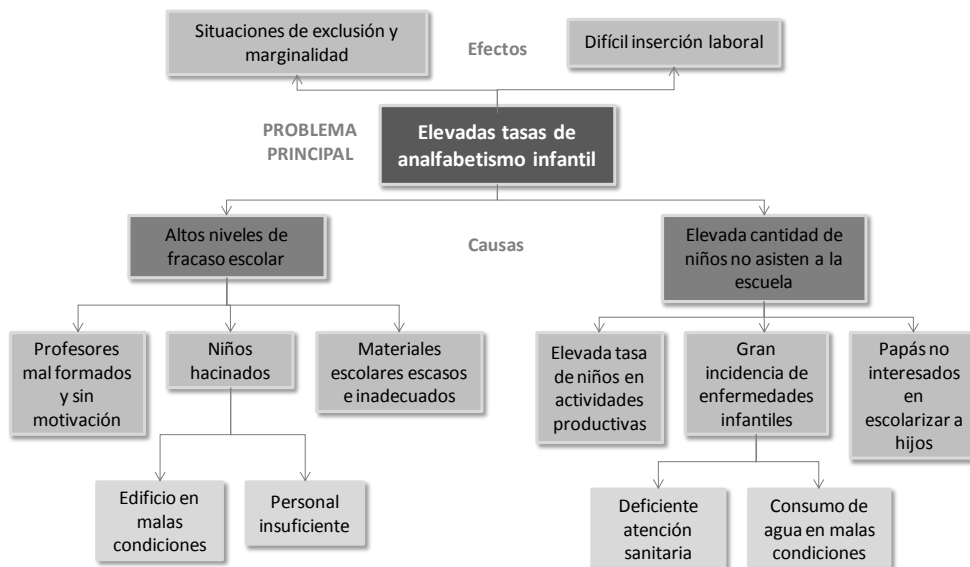 Situaciones de exclusión y
marginalidad
Efectos
Difícil inserción laboral
PROBLEMA
PRINCIPAL
Elevadas tasas de
analfabetismo infantil
Altos niveles de
fracaso escolar
Causas
Elevada cantidad de
niños no asisten a la
escuela
Profesores
mal formados
y sin
motivación
Niños
hacinados
Materiales
escolares escasos
e inadecuados
Elevada tasa
de niños en
actividades
productivas
Gran
incidencia de
enfermedades
infantiles
Papás no
interesados
en
escolarizar a
hijos
Edificio en
malas
condiciones
Personal
insuficiente
Deficiente
atención
sanitaria
Consumo de
agua en malas
condiciones